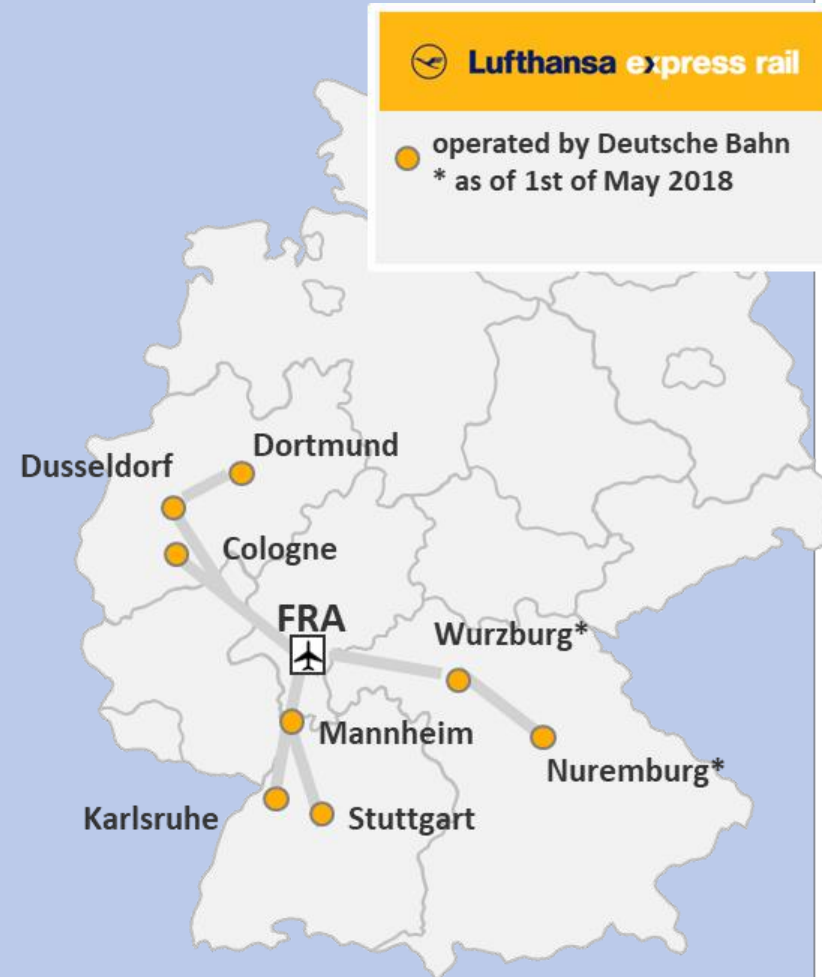 Lufthansa express rail
operated by Deutsche Bahn
* as of 1st of May 2018
Dortmund
Dusseldorf
Cologne
FRA
Wurzburg*
Mannheim
Nuremburg*
Karlsruhe
Stuttgart